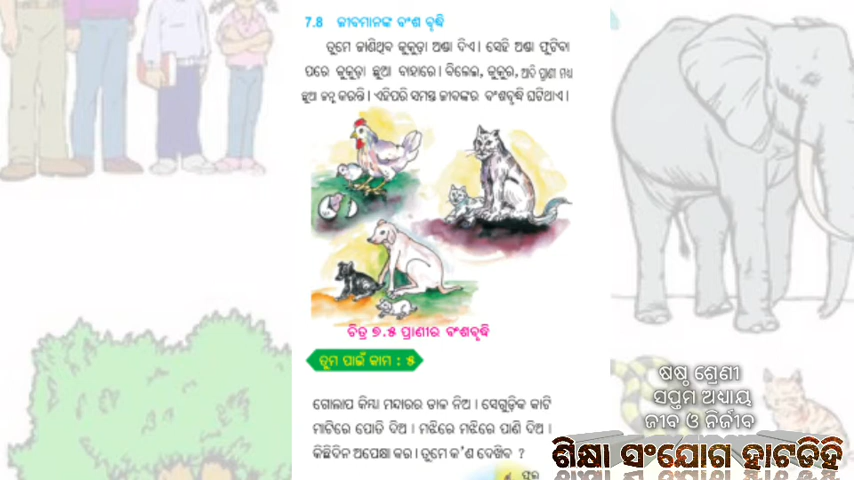 7.8 ଜୀବମାନଙ୍କ ବଂଶ ବୃଦ୍ଧି
ତୁମେ ଜାଣିଥିବ କୁକୁଡ଼ା ଅଣ୍ଡା ଦିଏ । ସେହି ଅଣ୍ଡା ଫୁଟିବା
ପରେ କୁକୁଡ଼ା ଛୁଆ ବାହାରେ । ବିଲେଇ, କୁକୁର, ଆଦି ପ୍ରାଣୀ ମଧ୍ୟ
ଛୁଆ ଜନ୍ମ କରନ୍ତି । ଏହିପରି ସମସ୍ତ ଜୀବଙ୍କର ବଂଶବୃଦ୍ଧି ଘଟିଥାଏ ।
ଚିତ୍ର ୭.୫ ପ୍ରାଣୀର ବଂଶବୃଦ୍ଧି
ତୁମ ପାଇଁ କାମ : ୫
ଗୋଲାପ କିମ୍ବା ମନ୍ଦାରର ଡାଳ ନିଅ । ସେଗୁଡ଼ିକ କାଟି
ମାଟିରେ ପୋତି ଦିଅ । ମଝିରେ ମଝିରେ ପାଣି ଦିଅ ।
କିଛିଦିନ ଅପେକ୍ଷା କର । ତୁମେ କ'ଣ ଦେଖିବ ?
ଷଷ୍ଠ ଶ୍ରେଣୀ
ସପ୍ତମ ଅଧ୍ୟାୟ
ଜୀବ ଓ ନିର୍ଜୀବ
ଶିକ୍ଷା ସଂଯୋଗ ହାଟଡିହି